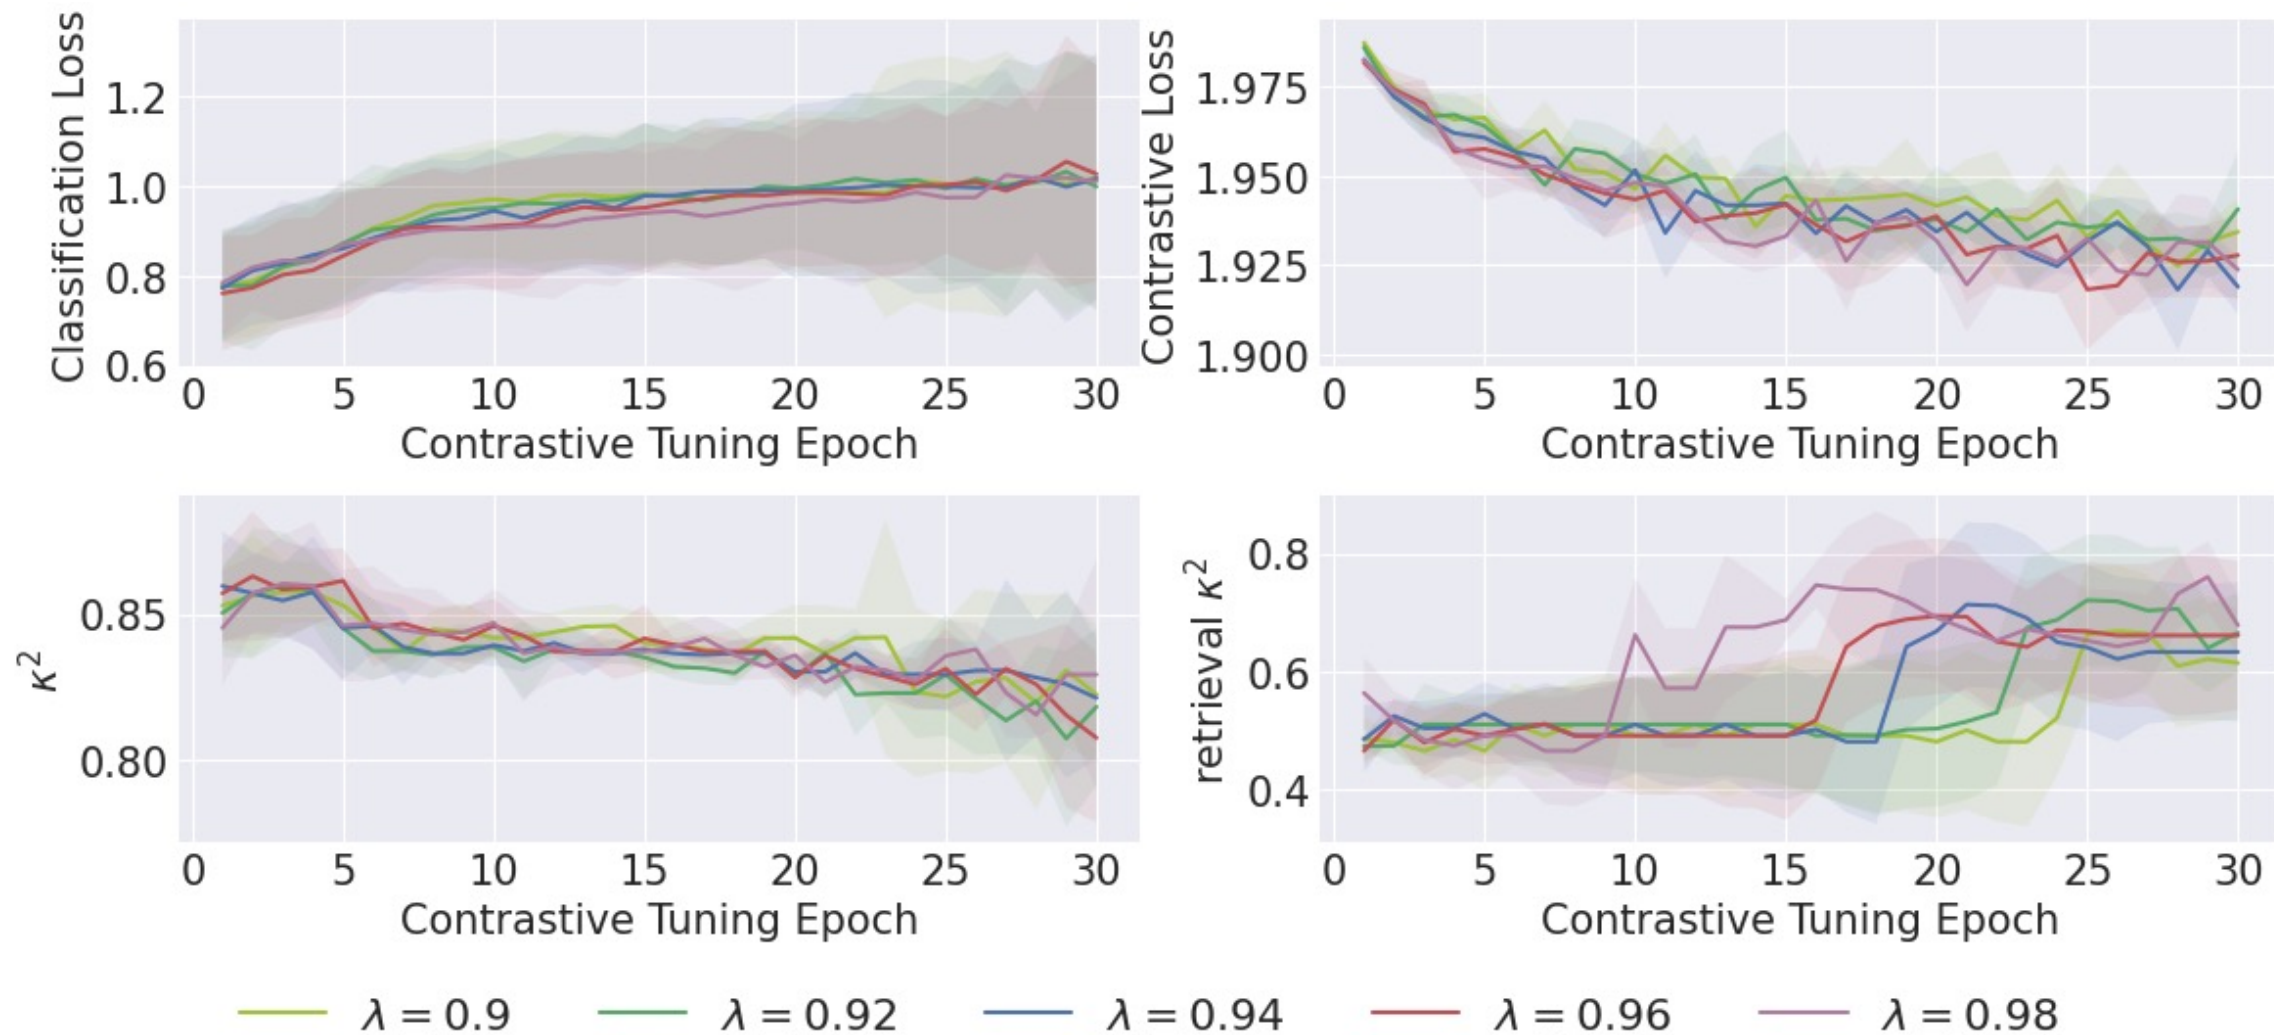 Classification Loss
1.2
1.0
0.8
0.6
0 5 10 15 20 25 30
Contrastive Tuning Epoch
Contrastive Loss
1.975
1.950
1.925
1.900
0 5 10 15 20 25 30
Contrastive Tuning Epoch
κ²
0.85
0.80
0 5 10 15 20 25 30
Contrastive Tuning Epoch
retrieval κ²
0.8
0.6
0.4
0 5 10 15 20 25 30
Contrastive Tuning Epoch
λ = 0.9 λ = 0.92 λ = 0.94 λ = 0.96 λ = 0.98